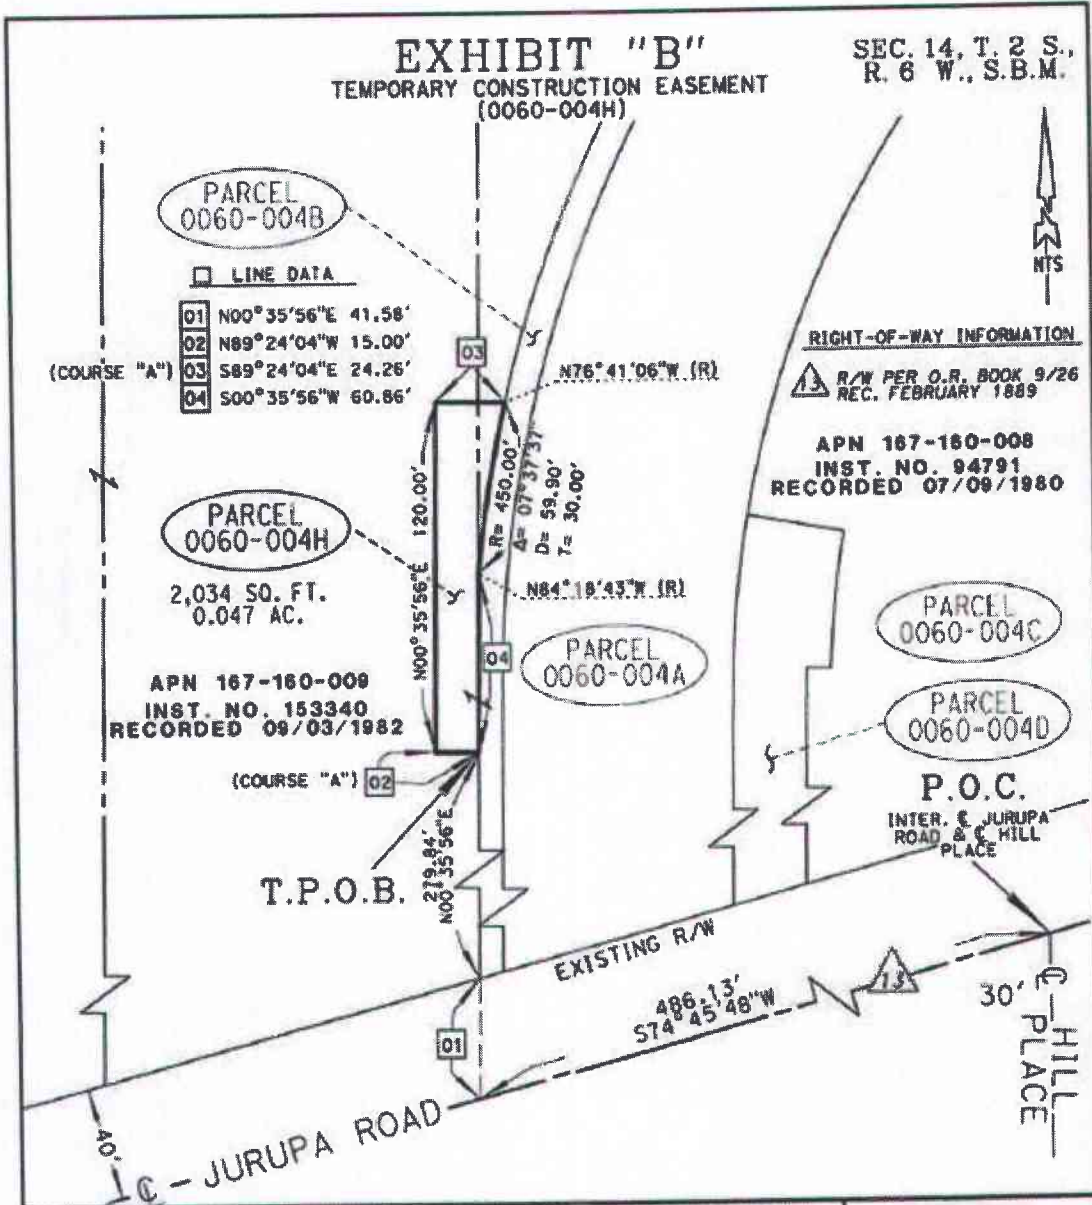 EXHIBIT "B"
TEMPORARY CONSTRUCTION EASEMENT
(0060-004H)
SEC. 14, T. 2 S.,
R. 6 W., S.B.M.
NTS
PARCEL
0060-004B
LINE DATA
01 N00°35'56"E 41.58'
02 N89°24'04"W 15.00'
(COURSE "A") 03 S89°24'04"E 24.26'
04 S00°35'56"W 60.86'
03
N76°41'06"W (R)
RIGHT-OF-WAY INFORMATION
13 R/W PER O.R. BOOK 9/26
REC. FEBRUARY 1889
APN 167-160-008
INST. NO. 94791
RECORDED 07/09/1980
N00°35'56"E 120.00'
R= 450.00'
Δ= 07°37'37"
D= 59.90'
T= 30.00'
PARCEL
0060-004H
2,034 SQ. FT.
0.047 AC.
N84°18'43"W (R)
04
PARCEL
0060-004A
PARCEL
0060-004C
APN 167-160-009
INST. NO. 153340
RECORDED 09/03/1982
PARCEL
0060-004D
(COURSE "A") 02
P.O.C.
INTER. ℄ JURUPA
ROAD & ℄ HILL
PLACE
T.P.O.B.
279.84'
N00°35'56"E
EXISTING R/W
486.13'
S74°45'48"W
13
30'
℄ - HILL
PLACE
01
40'
℄ - JURUPA ROAD